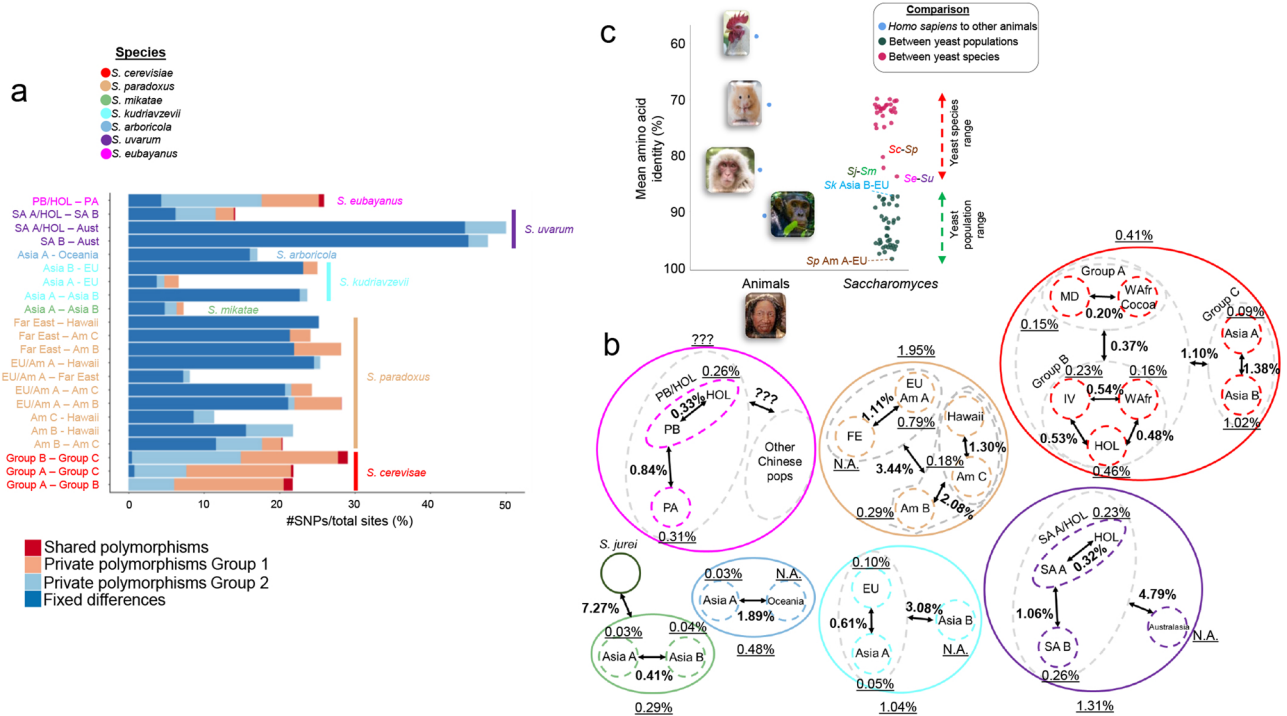 a
Species
S. cerevisiae
S. paradoxus
S. mikatae
S. kudriavzevii
S. arboricola
S. uvarum
S. eubayanus
PB/HOL – PA
SA A/HOL – SA B
SA A/HOL – Aust
SA B – Aust
Asia A - Oceania
Asia B - EU
Asia A - EU
Asia A – Asia B
Asia A – Asia B
Far East – Hawaii
Far East – Am C
Far East – Am B
EU/Am A – Hawaii
EU/Am A – Far East
EU/Am A – Am C
EU/Am A – Am B
Am C - Hawaii
Am B - Hawaii
Am B – Am C
Group B – Group C
Group A – Group C
Group A – Group B
S. eubayanus
S. uvarum
S. arboricola
S. kudriavzevii
S. mikatae
S. paradoxus
S. cerevisae
0 10 20 30 40 50
#SNPs/total sites (%)
Shared polymorphisms
Private polymorphisms Group 1
Private polymorphisms Group 2
Fixed differences
c
Comparison
Homo sapiens to other animals
Between yeast populations
Between yeast species
Mean amino acid
identity (%)
60
70
80
90
100
Sc-Sp
Sj-Sm
Se-Su
Sk Asia B-EU
Sp Am A-EU
Yeast species
range
Yeast
population
range
Animals
Saccharomyces
b
???
PB/HOL
0.26%
HOL
0.33%
PB
???
0.84%
Other
Chinese
pops
PA
0.31%
1.95%
EU
Am A
1.11%
FE
0.79%
Hawaii
N.A.
0.18%
1.30%
3.44%
Am C
2.08%
0.29%
Am B
0.41%
Group A
MD
WAfr
Cocoa
0.20%
0.15%
Group C
0.09%
Asia A
0.37%
1.10%
1.38%
Group B
0.23%
0.16%
IV
0.54%
WAfr
Asia B
1.02%
0.53%
0.48%
HOL
0.46%
S. jurei
7.27%
0.03%
0.04%
Asia A
Asia B
0.41%
0.29%
0.03%
N.A.
Asia A
Oceania
1.89%
0.48%
0.10%
EU
0.61%
3.08%
Asia B
Asia A
N.A.
0.05%
1.04%
SA A/HOL
0.23%
HOL
0.32%
SA A
1.06%
4.79%
Australasia
N.A.
SA B
0.26%
1.31%